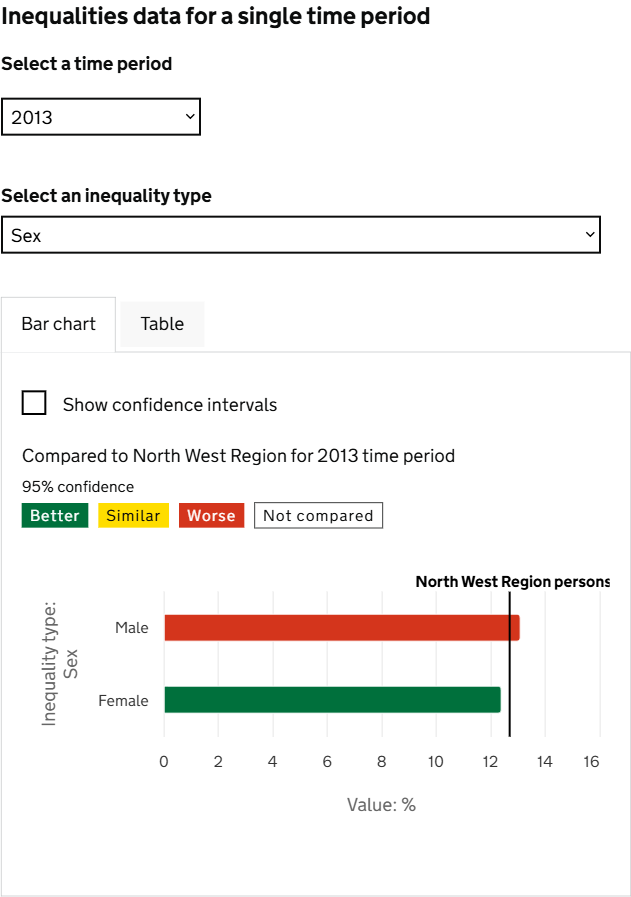 Inequalities data for a single time period
Select a time period
2013
Select an inequality type
Sex
Bar chart
Table
Show confidence intervals
Compared to North West Region for 2013 time period
95% confidence
Better
Similar
Worse
Not compared
North West Region persons
Inequality type:
Sex
Male
Female
0 2 4 6 8 10 12 14 16
Value: %